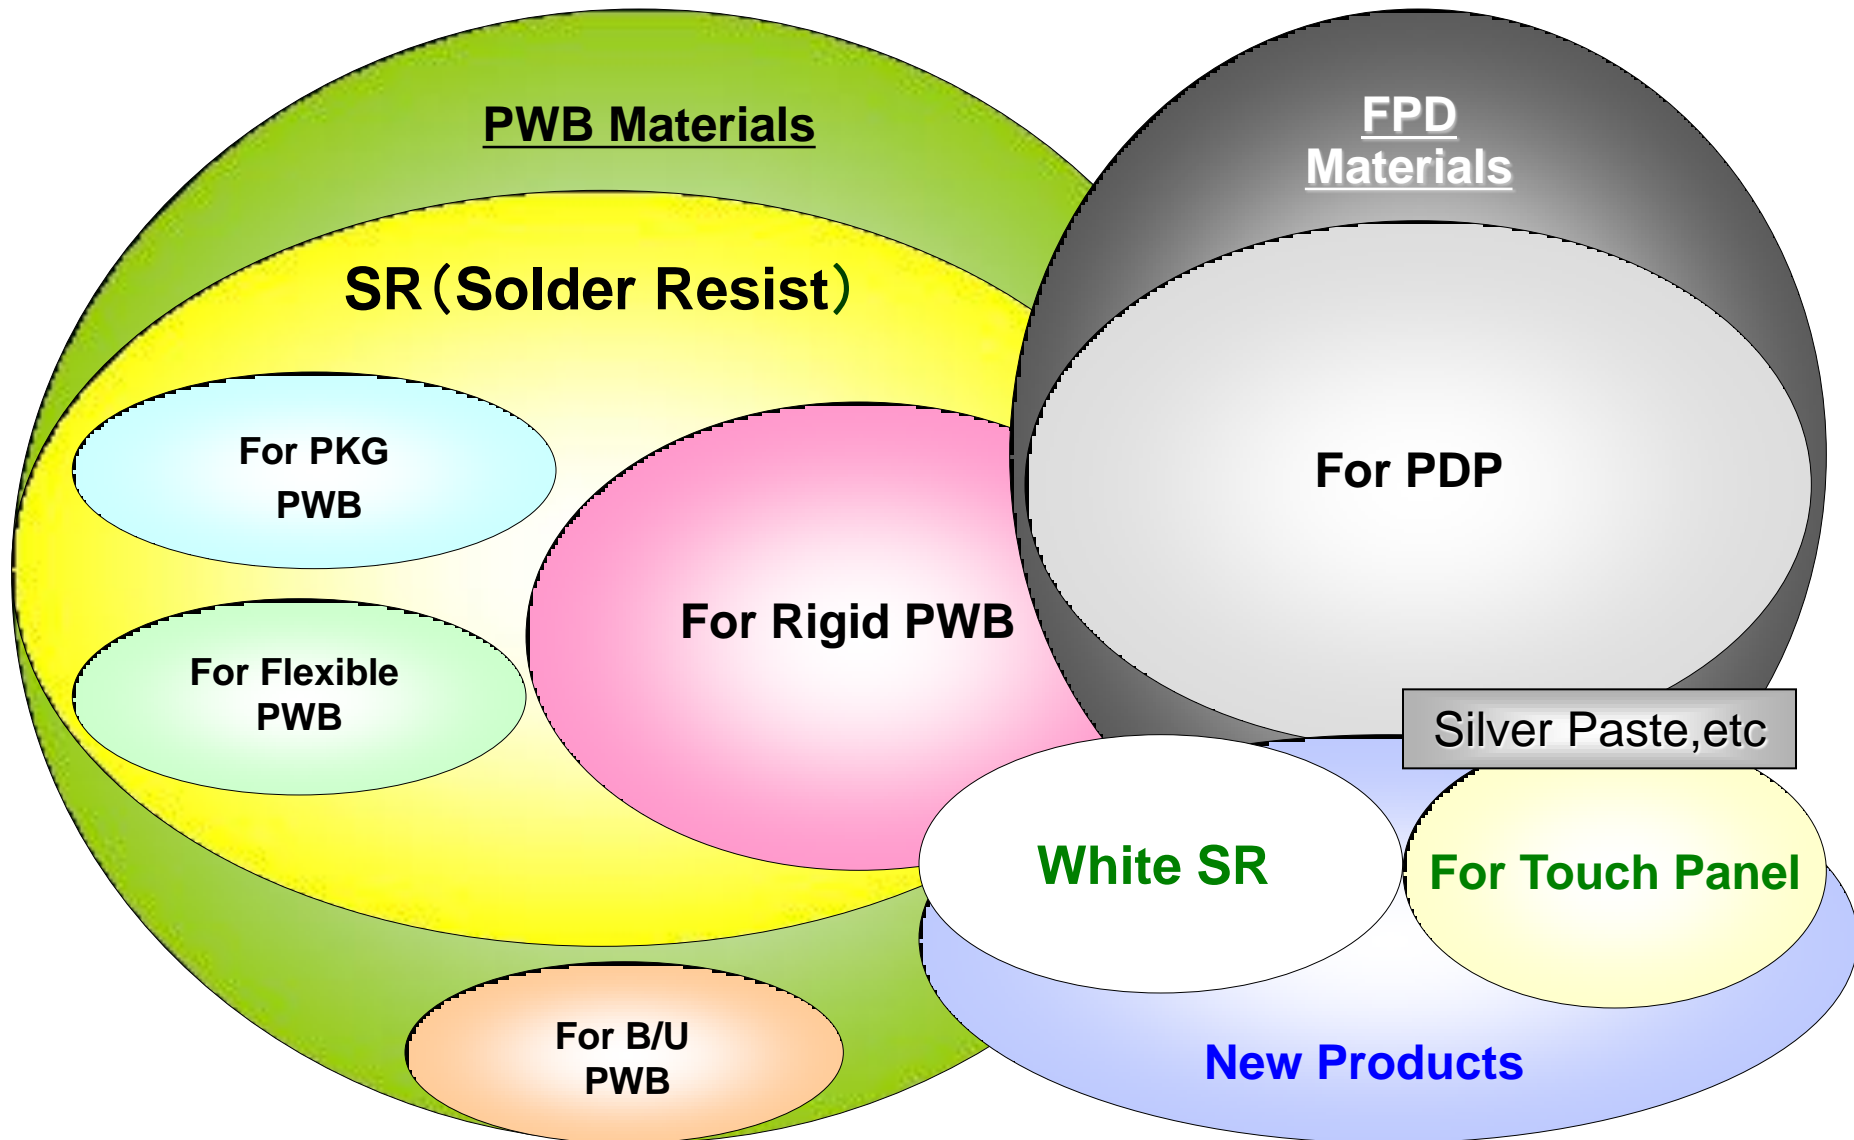 PWB Materials
FPD
Materials
SR（Solder Resist）
For PKG
PWB
For PDP
For Rigid PWB
For Flexible
PWB
Silver Paste,etc
White SR
For Touch Panel
For B/U
PWB
New Products